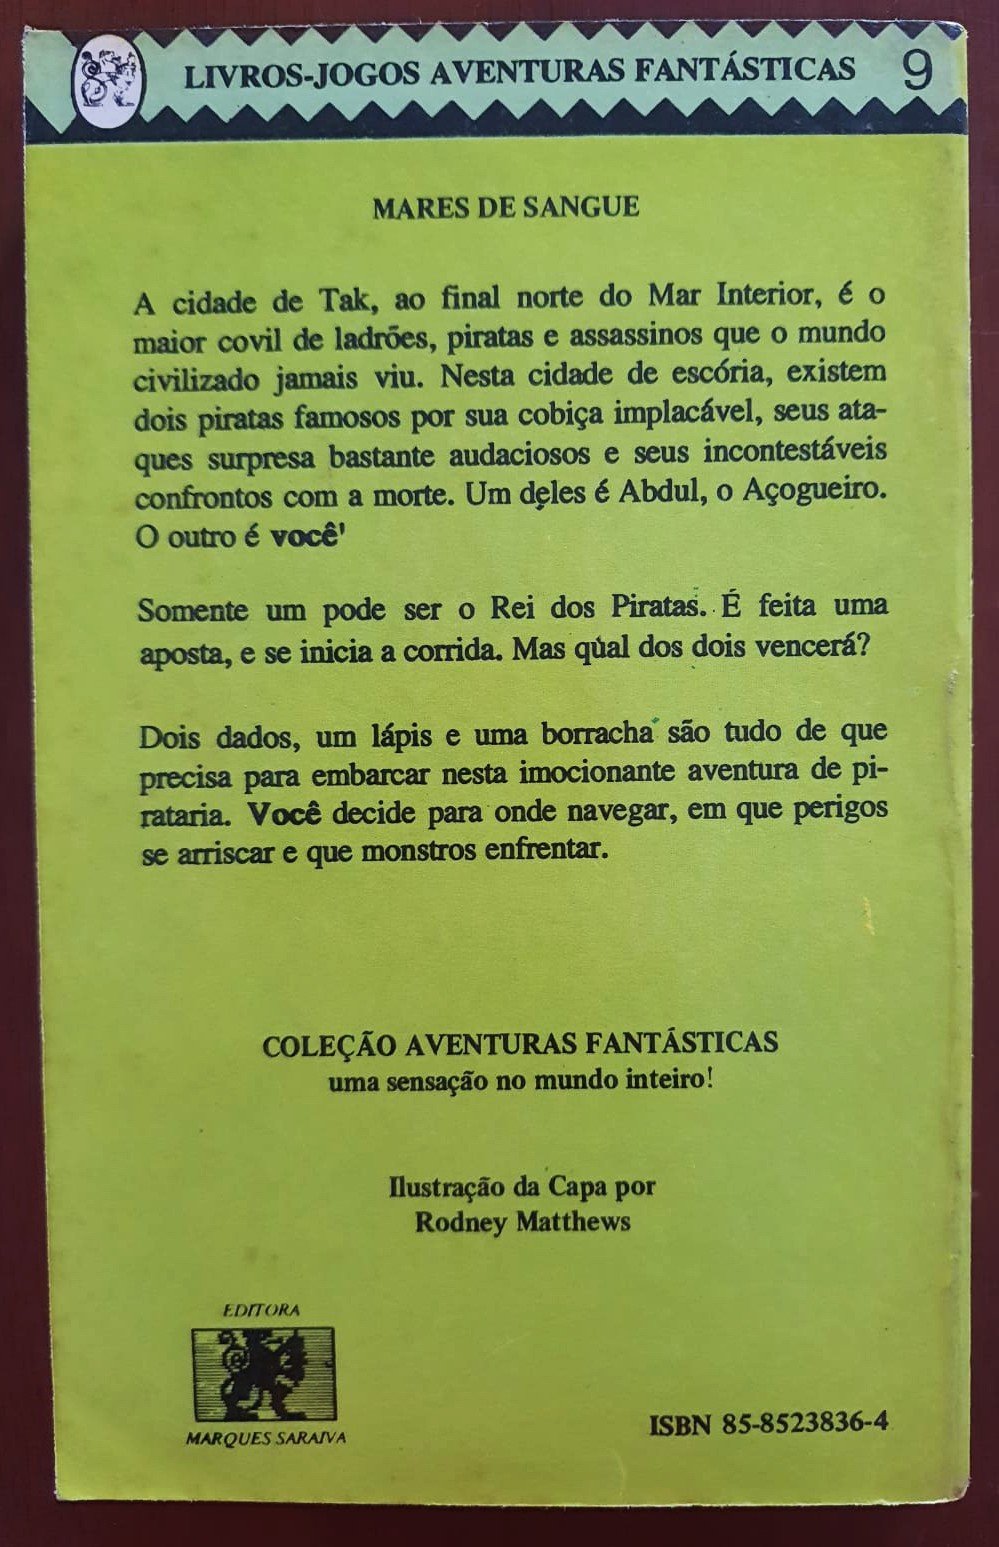 LIVROS-JOGOS AVENTURAS FANTÁSTICAS 9
MARES DE SANGUE
A cidade de Tak, ao final norte do Mar Interior, é o
maior covil de ladrões, piratas e assassinos que o mundo
civilizado jamais viu. Nesta cidade de escória, existem
dois piratas famosos por sua cobiça implacável, seus ata-
ques surpresa bastante audaciosos e seus incontestáveis
confrontos com a morte. Um deles é Abdul, o Açogueiro.
O outro é você'
Somente um pode ser o Rei dos Piratas. É feita uma
aposta, e se inicia a corrida. Mas qual dos dois vencerá?
Dois dados, um lápis e uma borracha são tudo de que
precisa para embarcar nesta imocionante aventura de pi-
rataria. Você decide para onde navegar, em que perigos
se arriscar e que monstros enfrentar.
COLEÇÃO AVENTURAS FANTÁSTICAS
uma sensação no mundo inteiro!
Ilustração da Capa por
Rodney Matthews
EDITORA
MARQUES SARAIVA
ISBN 85-8523836-4